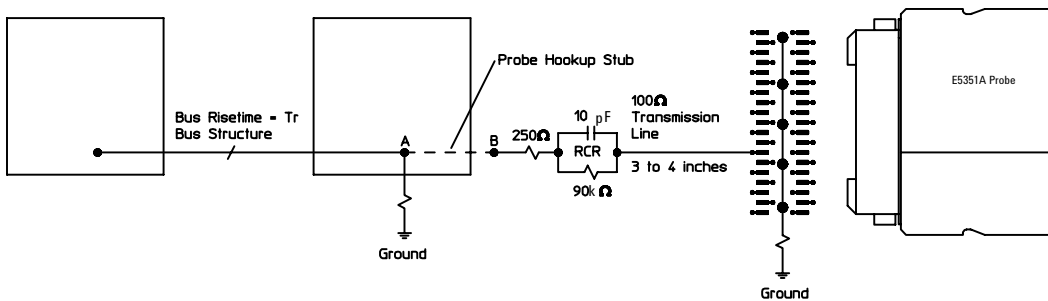 E5351A Probe
Probe Hookup Stub
Bus Risetime = Tr
Bus Structure
A
B
250Ω
10 pF
RCR
90k Ω
100Ω
Transmission
Line
3 to 4 inches
Ground
Ground